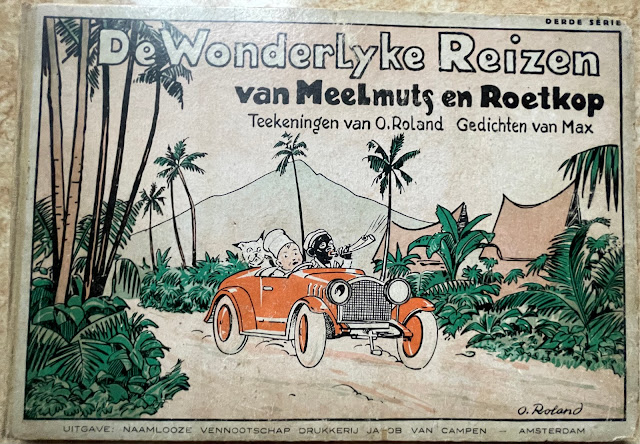 DERDE SERIE
De Wonderlyke Reizen
van Meelmuts en Roetkop
Teekeningen van O. Roland Gedichten van Max
O. Roland
UITGAVE: NAAMLOOZE VENNOOTSCHAP DRUKKERIJ JACOB VAN CAMPEN – AMSTERDAM